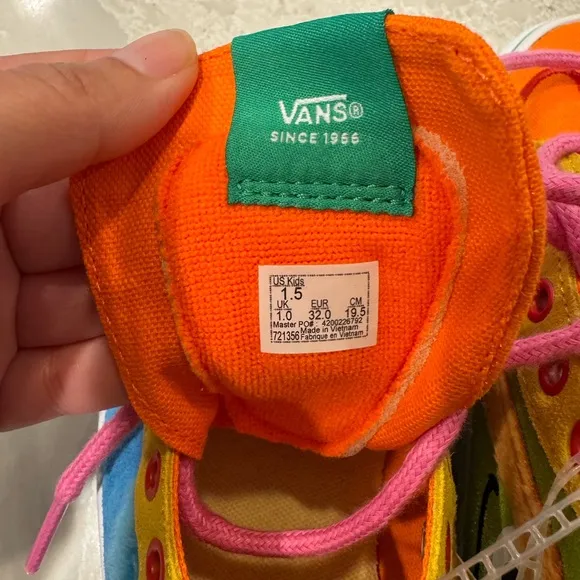 VANS®
SINCE 1966
US Kids
1.5
UK EUR CM
1.0 32.0 19.5
Master PO# : 4200226792
721356 Made in Vietnam
Fabrique en Vietnam